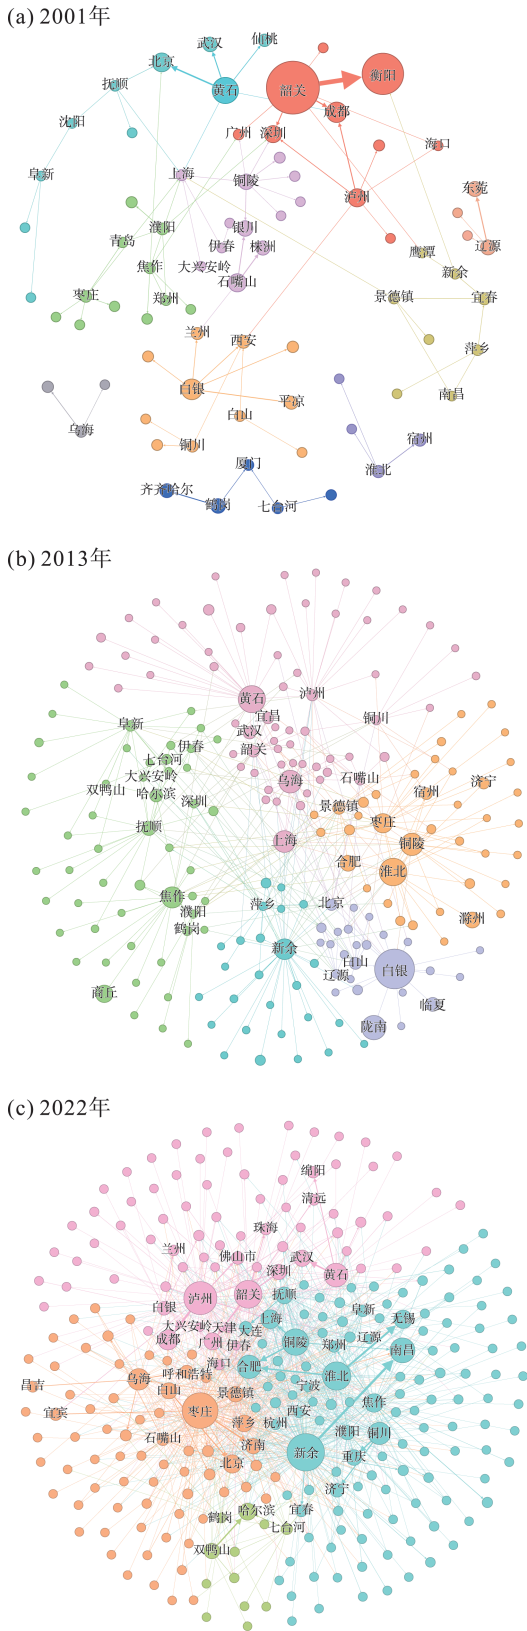 (a) 2001年
武汉
仙桃
北京
抚顺
黄石
韶关
衡阳
成都
沈阳
广州
深圳
海口
阜新
上海
铜陵
泸州
东莞
青岛
濮阳
银川
伊春
株洲
辽源
鹰潭
焦作
大兴安岭
石嘴山
新余
枣庄
郑州
景德镇
宜春
兰州
西安
萍乡
白银
平凉
南昌
白山
乌海
铜川
宿州
淮北
厦门
齐齐哈尔
鹤岗
七台河
(b) 2013年
黄石
泸州
宜昌
铜川
阜新
武汉
伊春
韶关
七台河
大兴安岭
乌海
石嘴山
济宁
双鸭山
哈尔滨
深圳
宿州
景德镇
抚顺
枣庄
上海
铜陵
合肥
淮北
焦作
萍乡
北京
濮阳
滁州
鹤岗
新余
白山
辽源
白银
商丘
临夏
陇南
(c) 2022年
绵阳
清远
珠海
兰州
佛山市
武汉
深圳
黄石
泸州
韶关
抚顺
白银
阜新
上海
无锡
大兴安岭
天津
大连
成都
广州
伊春
铜陵
郑州
辽源
南昌
海口
合肥
呼和浩特
乌海
淮北
昌吉
白山
景德镇
宁波
宜宾
枣庄
西安
焦作
萍乡
杭州
濮阳
铜川
石嘴山
济南
新余
重庆
北京
济宁
哈尔滨
宜春
鹤岗
七台河
双鸭山